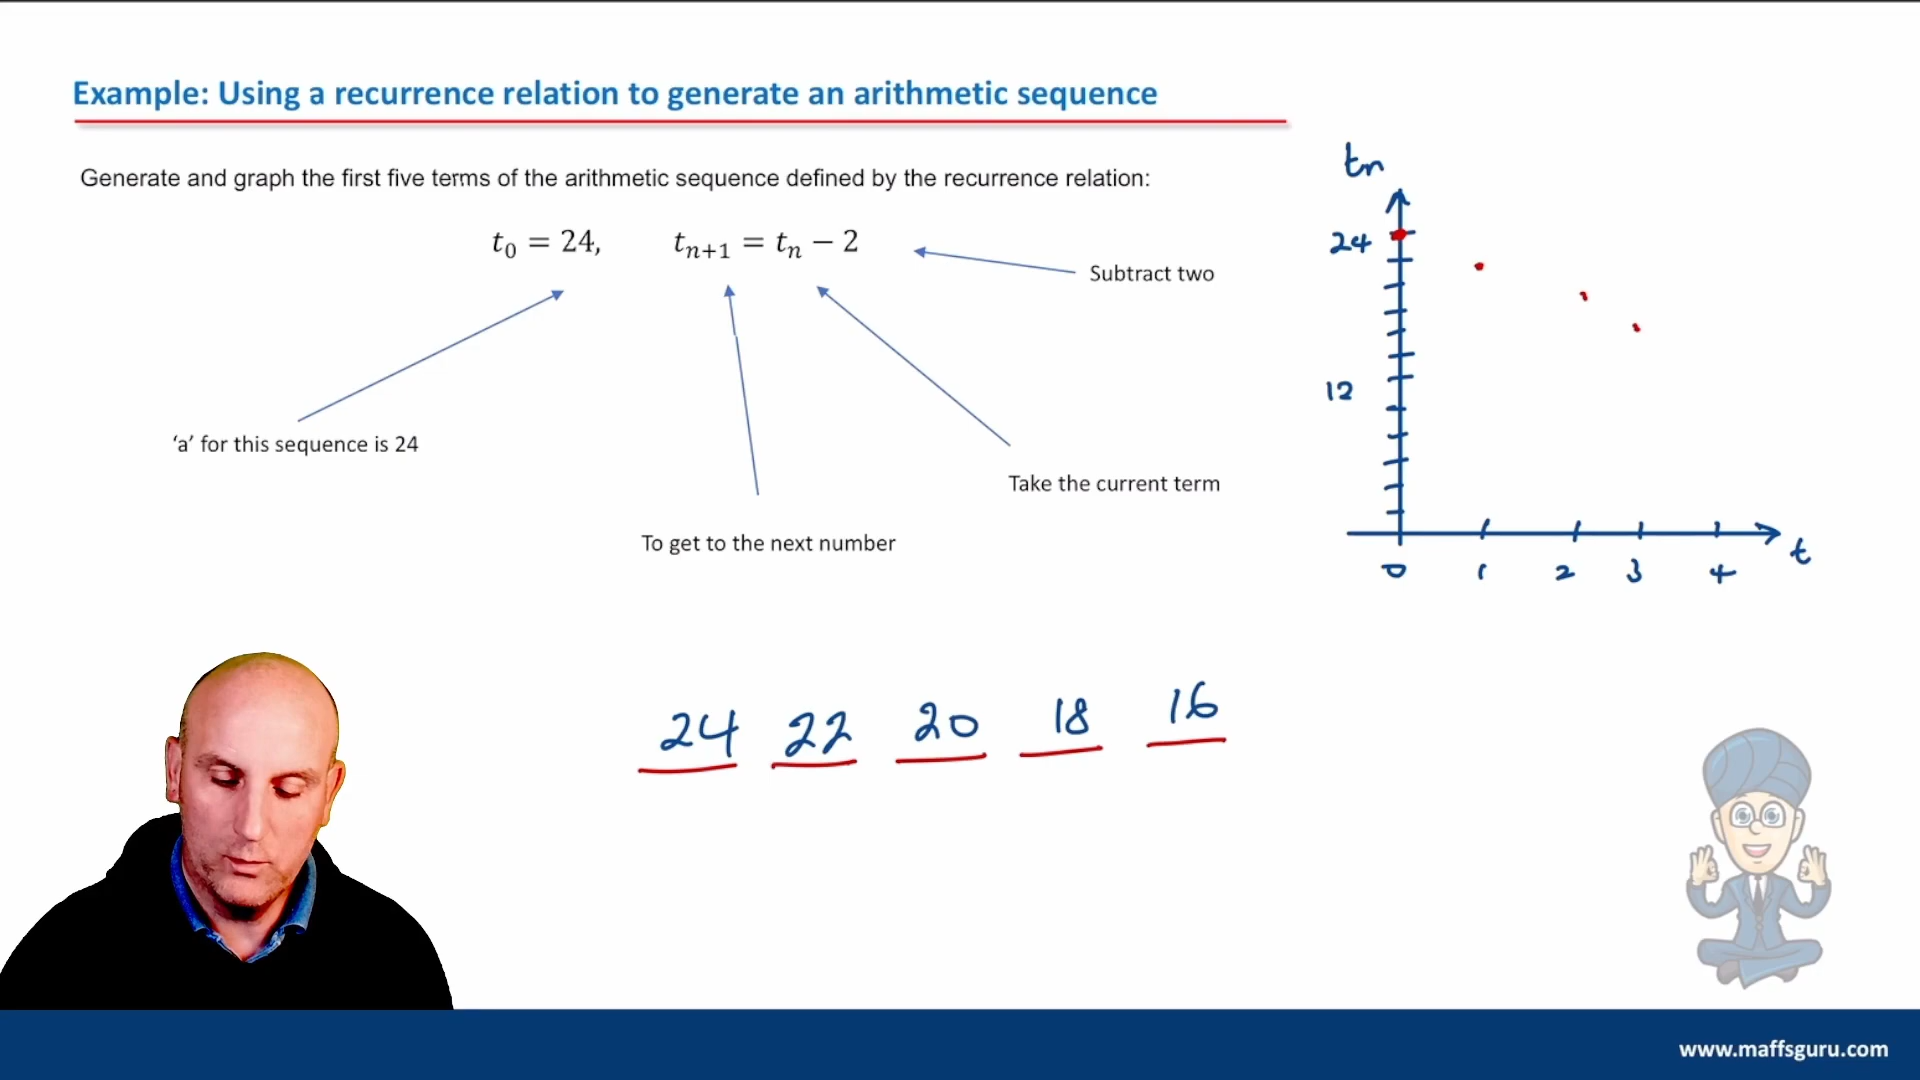 Example: Using a recurrence relation to generate an arithmetic sequence
Generate and graph the first five terms of the arithmetic sequence defined by the recurrence relation:
t₀ = 24, tₙ₊₁ = tₙ − 2
Subtract two
‘a’ for this sequence is 24
Take the current term
To get to the next number
tn
24
12
0 1 2 3 4
t
24 22 20 18 16
www.maffsguru.com